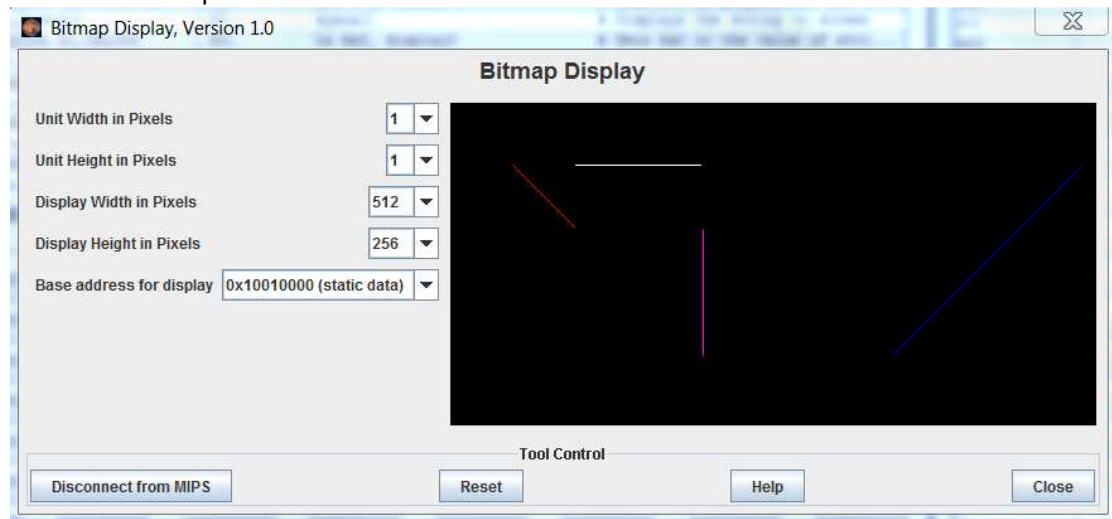 Bitmap Display, Version 1.0
Bitmap Display
Unit Width in Pixels 1
Unit Height in Pixels 1
Display Width in Pixels 512
Display Height in Pixels 256
Base address for display 0x10010000 (static data)
Tool Control
Disconnect from MIPS Reset Help Close